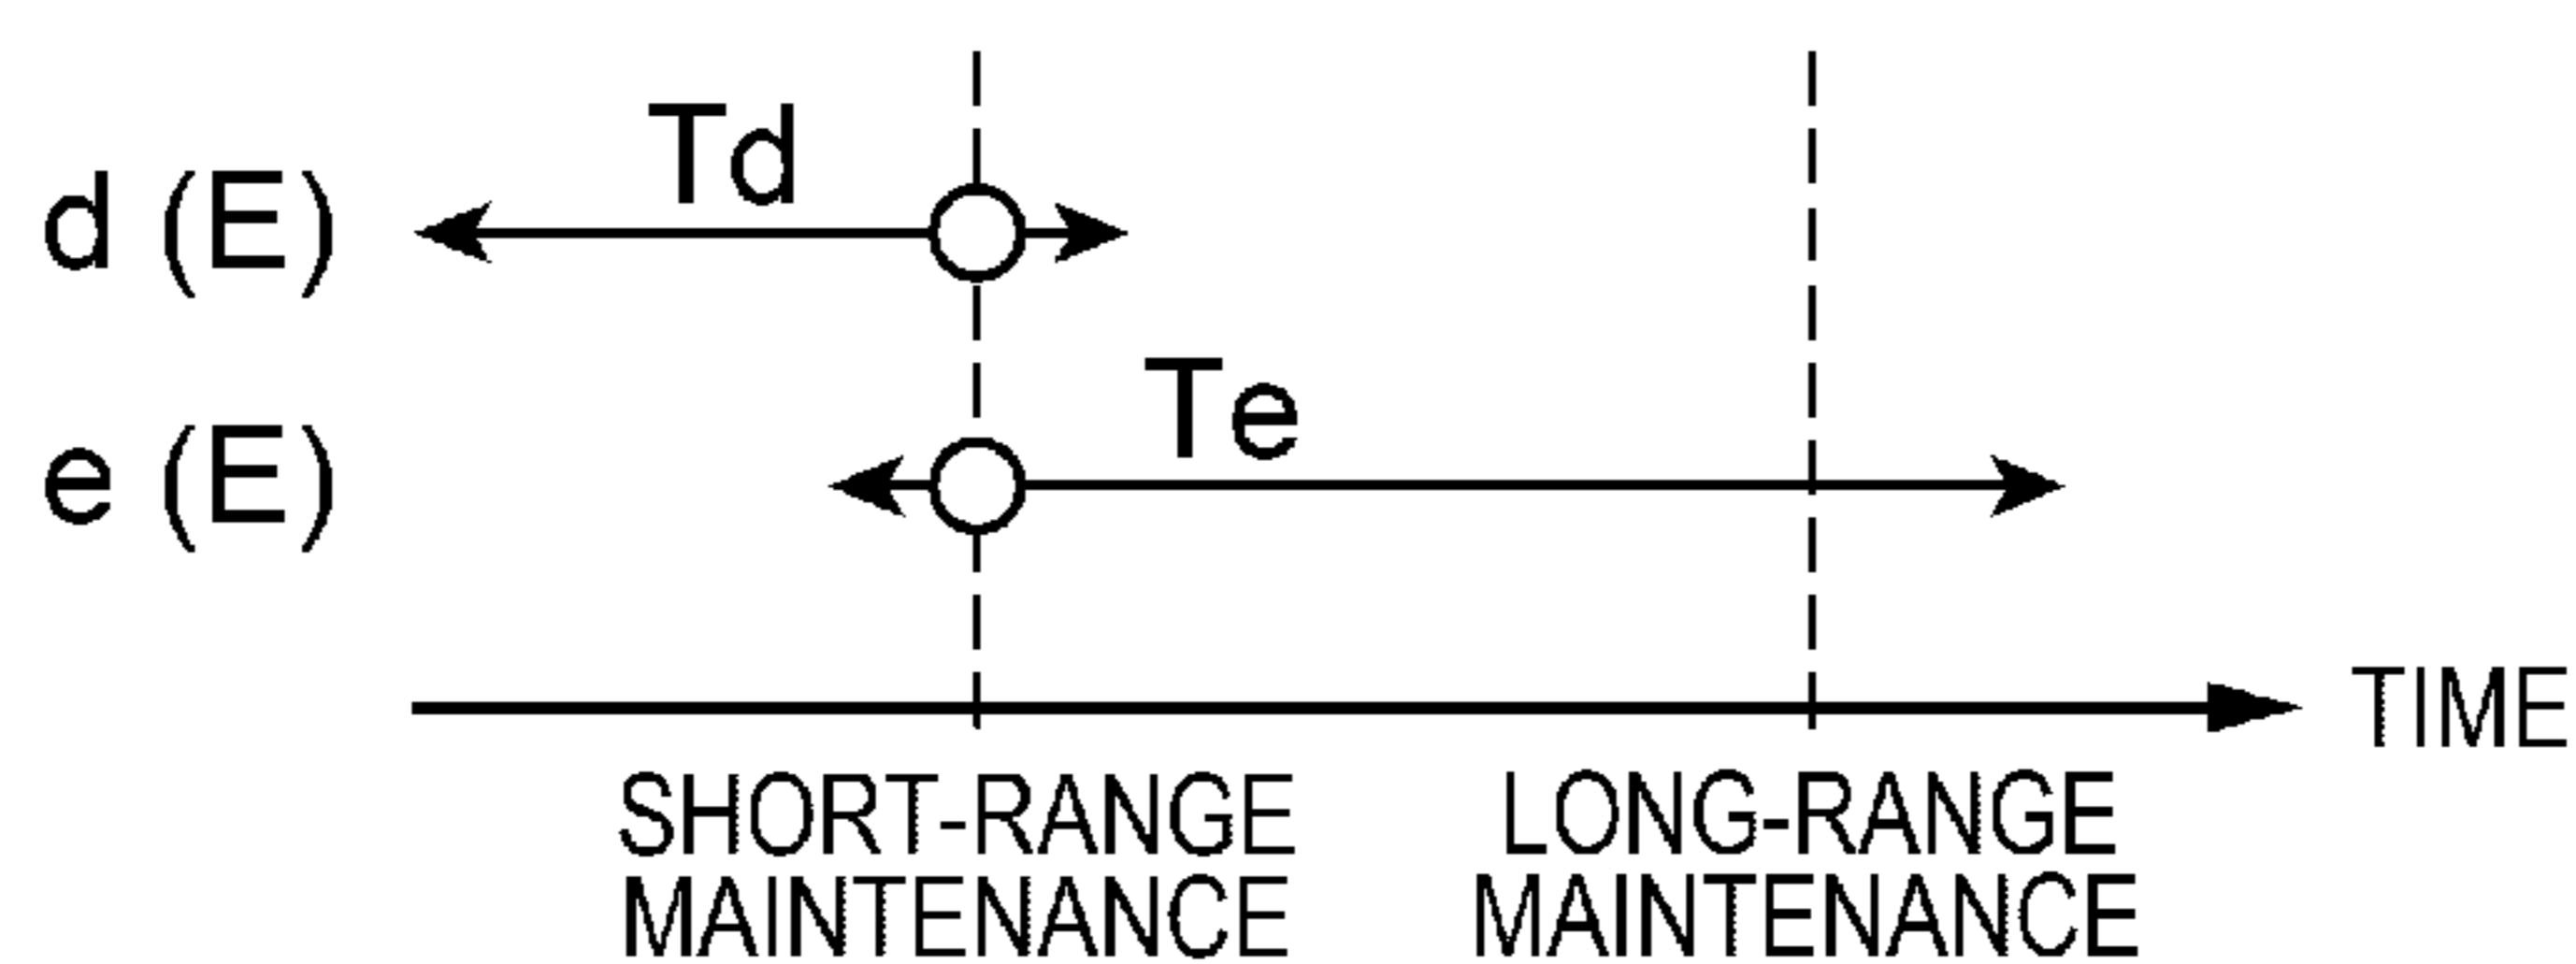 Td
d (E)
Te
e (E)
TIME
SHORT-RANGE
MAINTENANCE
LONG-RANGE
MAINTENANCE